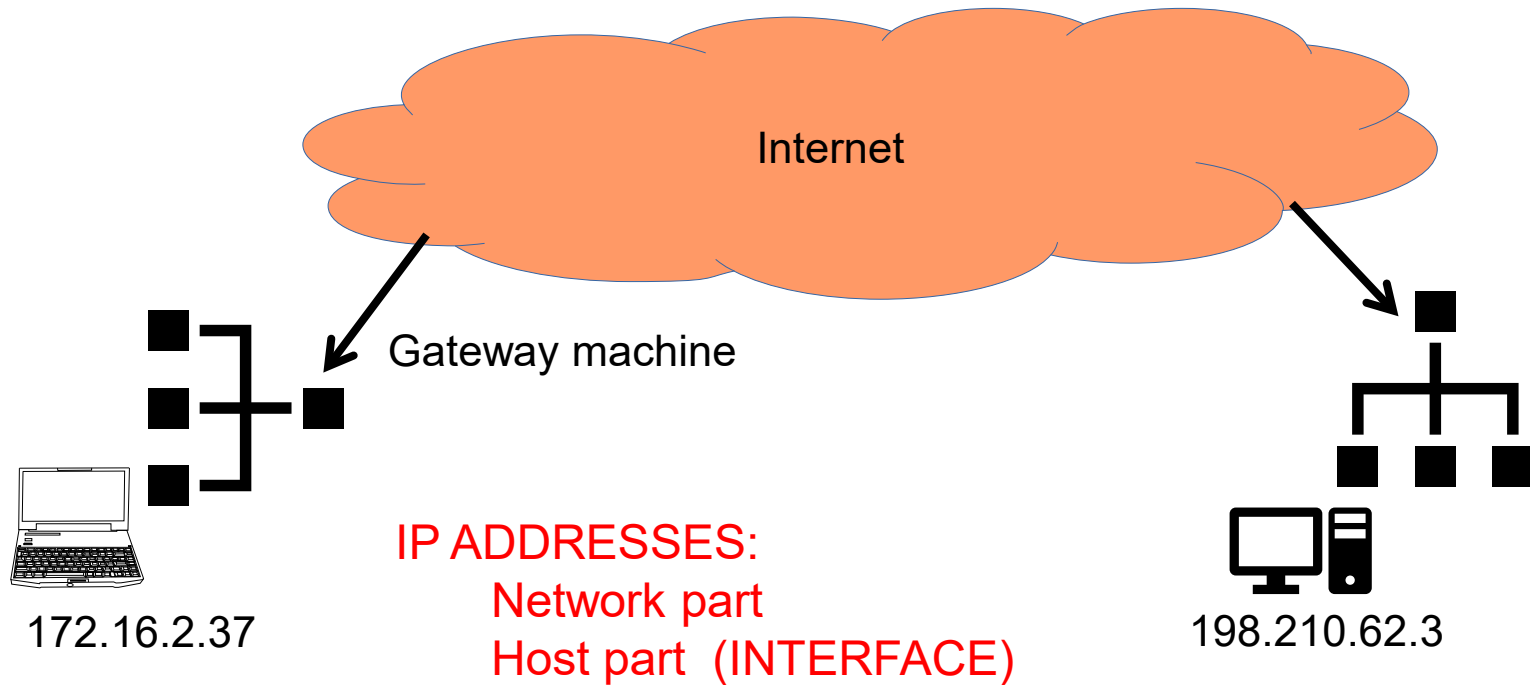 Internet
Gateway machine
IP ADDRESSES:
Network part
Host part (INTERFACE)
172.16.2.37
198.210.62.3